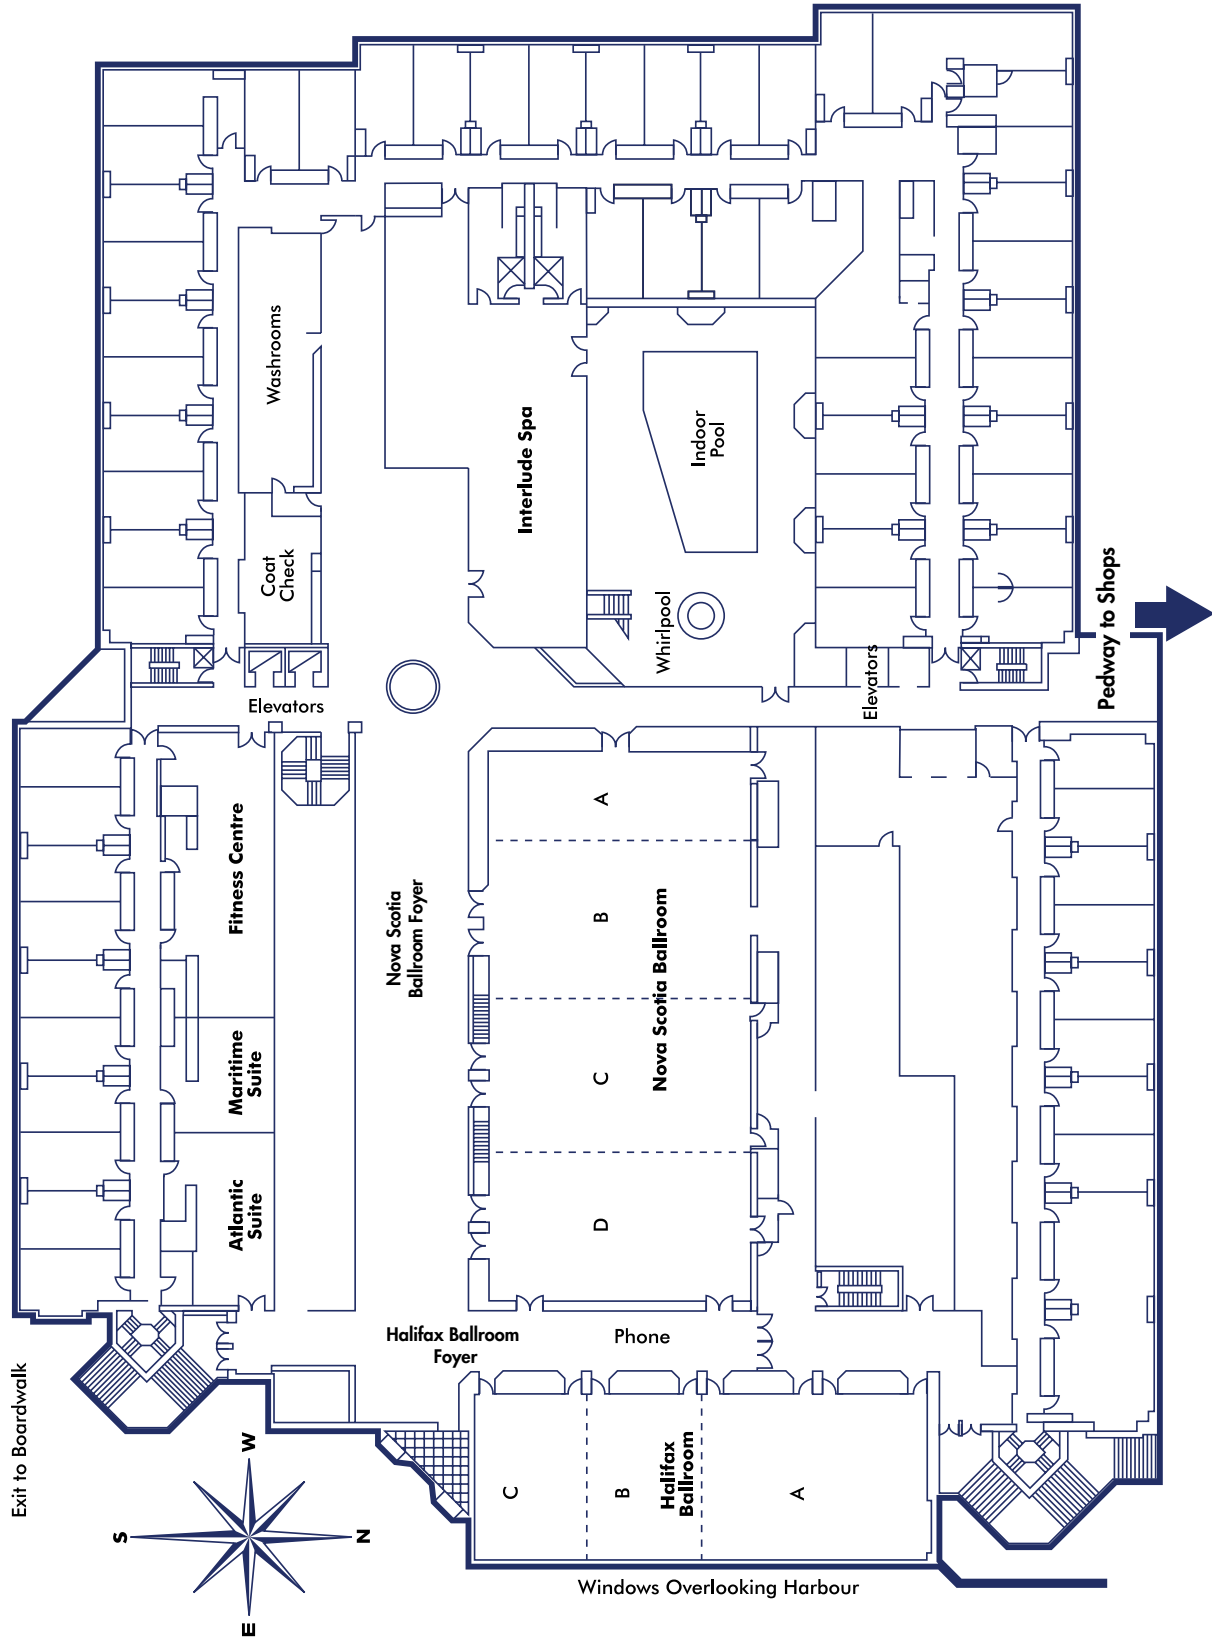 Washrooms
Coat
Check
Elevators
Interlude Spa
Indoor
Pool
Whirlpool
Elevators
Pedway to Shops
Fitness Centre
Maritime
Suite
Atlantic
Suite
Nova Scotia
Ballroom Foyer
A
B
C
D
Nova Scotia Ballroom
Halifax Ballroom
Foyer
Phone
C
B
A
Halifax
Ballroom
Windows Overlooking Harbour
Exit to Boardwalk
W
S
N
E